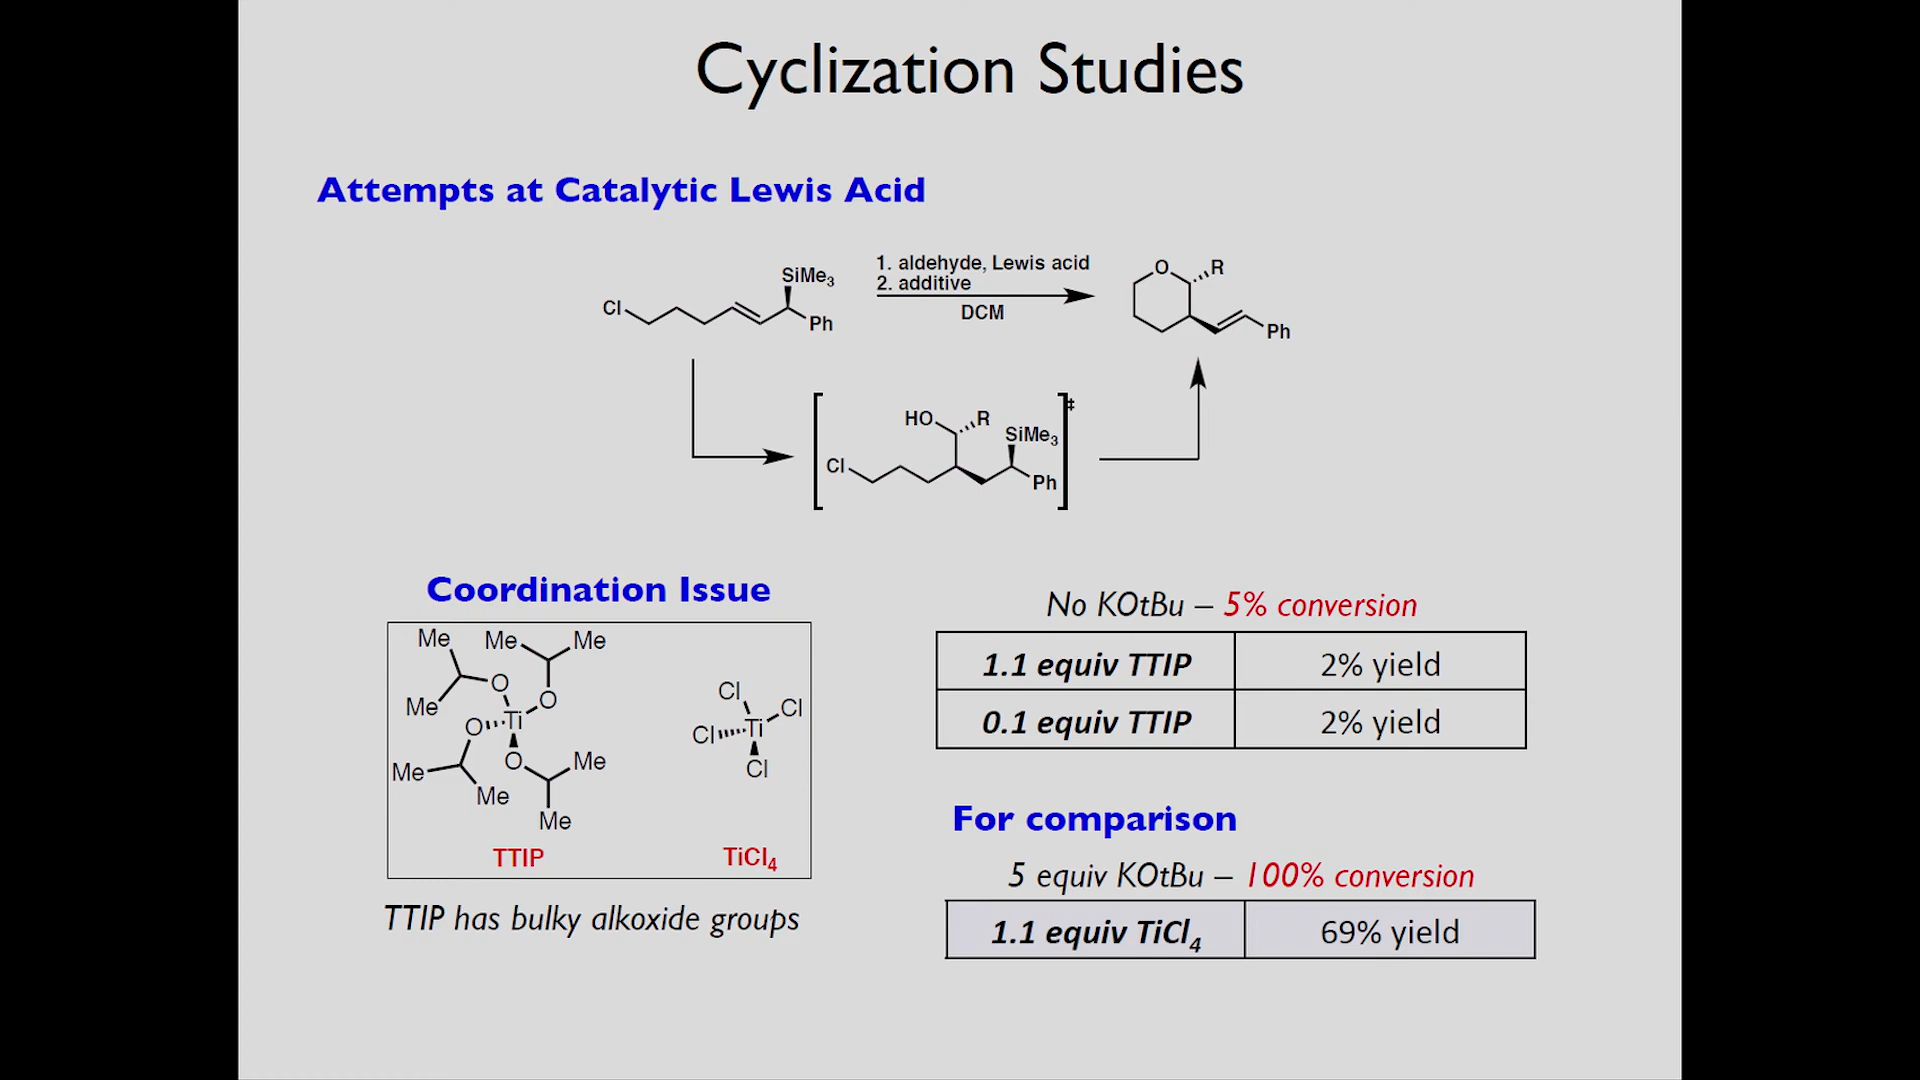 Cyclization Studies
Attempts at Catalytic Lewis Acid
SiMe3
Cl
Ph
1. aldehyde, Lewis acid
2. additive
DCM
O
R
Ph
HO
R
SiMe3
Cl
Ph
‡
Coordination Issue
Me Me Me
O
Me O
O Ti
O Me
Me
Me
Me
TTIP
Cl
Cl
Cl Ti
Cl
TiCl4
TTIP has bulky alkoxide groups
No KOtBu – 5% conversion
1.1 equiv TTIP 2% yield
0.1 equiv TTIP 2% yield
For comparison
5 equiv KOtBu – 100% conversion
1.1 equiv TiCl4 69% yield